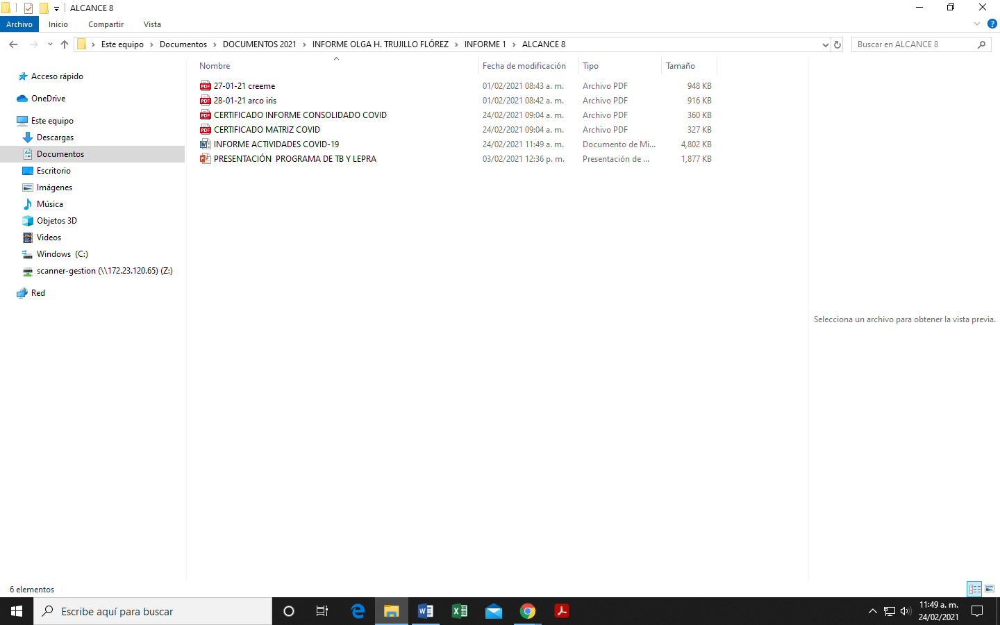 ALCANCE 8
Archivo Inicio Compartir Vista
Este equipo Documentos DOCUMENTOS 2021 INFORME OLGA H. TRUJILLO FLÓREZ INFORME 1 ALCANCE 8
Buscar en ALCANCE 8
Nombre Fecha de modificación Tipo Tamaño
27-01-21 creeme 01/02/2021 08:43 a. m. Archivo PDF 948 KB
28-01-21 arco iris 01/02/2021 08:42 a. m. Archivo PDF 916 KB
CERTIFICADO INFORME CONSOLIDADO COVID 24/02/2021 09:04 a. m. Archivo PDF 360 KB
CERTIFICADO MATRIZ COVID 24/02/2021 09:04 a. m. Archivo PDF 327 KB
INFORME ACTIVIDADES COVID-19 24/02/2021 11:49 a. m. Documento de Mi... 4,802 KB
PRESENTACIÓN PROGRAMA DE TB Y LEPRA 03/02/2021 12:36 p. m. Presentación de ... 1,877 KB
Acceso rápido
OneDrive
Este equipo
Descargas
Documentos
Escritorio
Imágenes
Música
Objetos 3D
Videos
Windows (C:)
scanner-gestion (\\172.23.120.65) (Z:)
Red
Selecciona un archivo para obtener la vista previa.
6 elementos
Escribe aquí para buscar
11:49 a. m.
24/02/2021